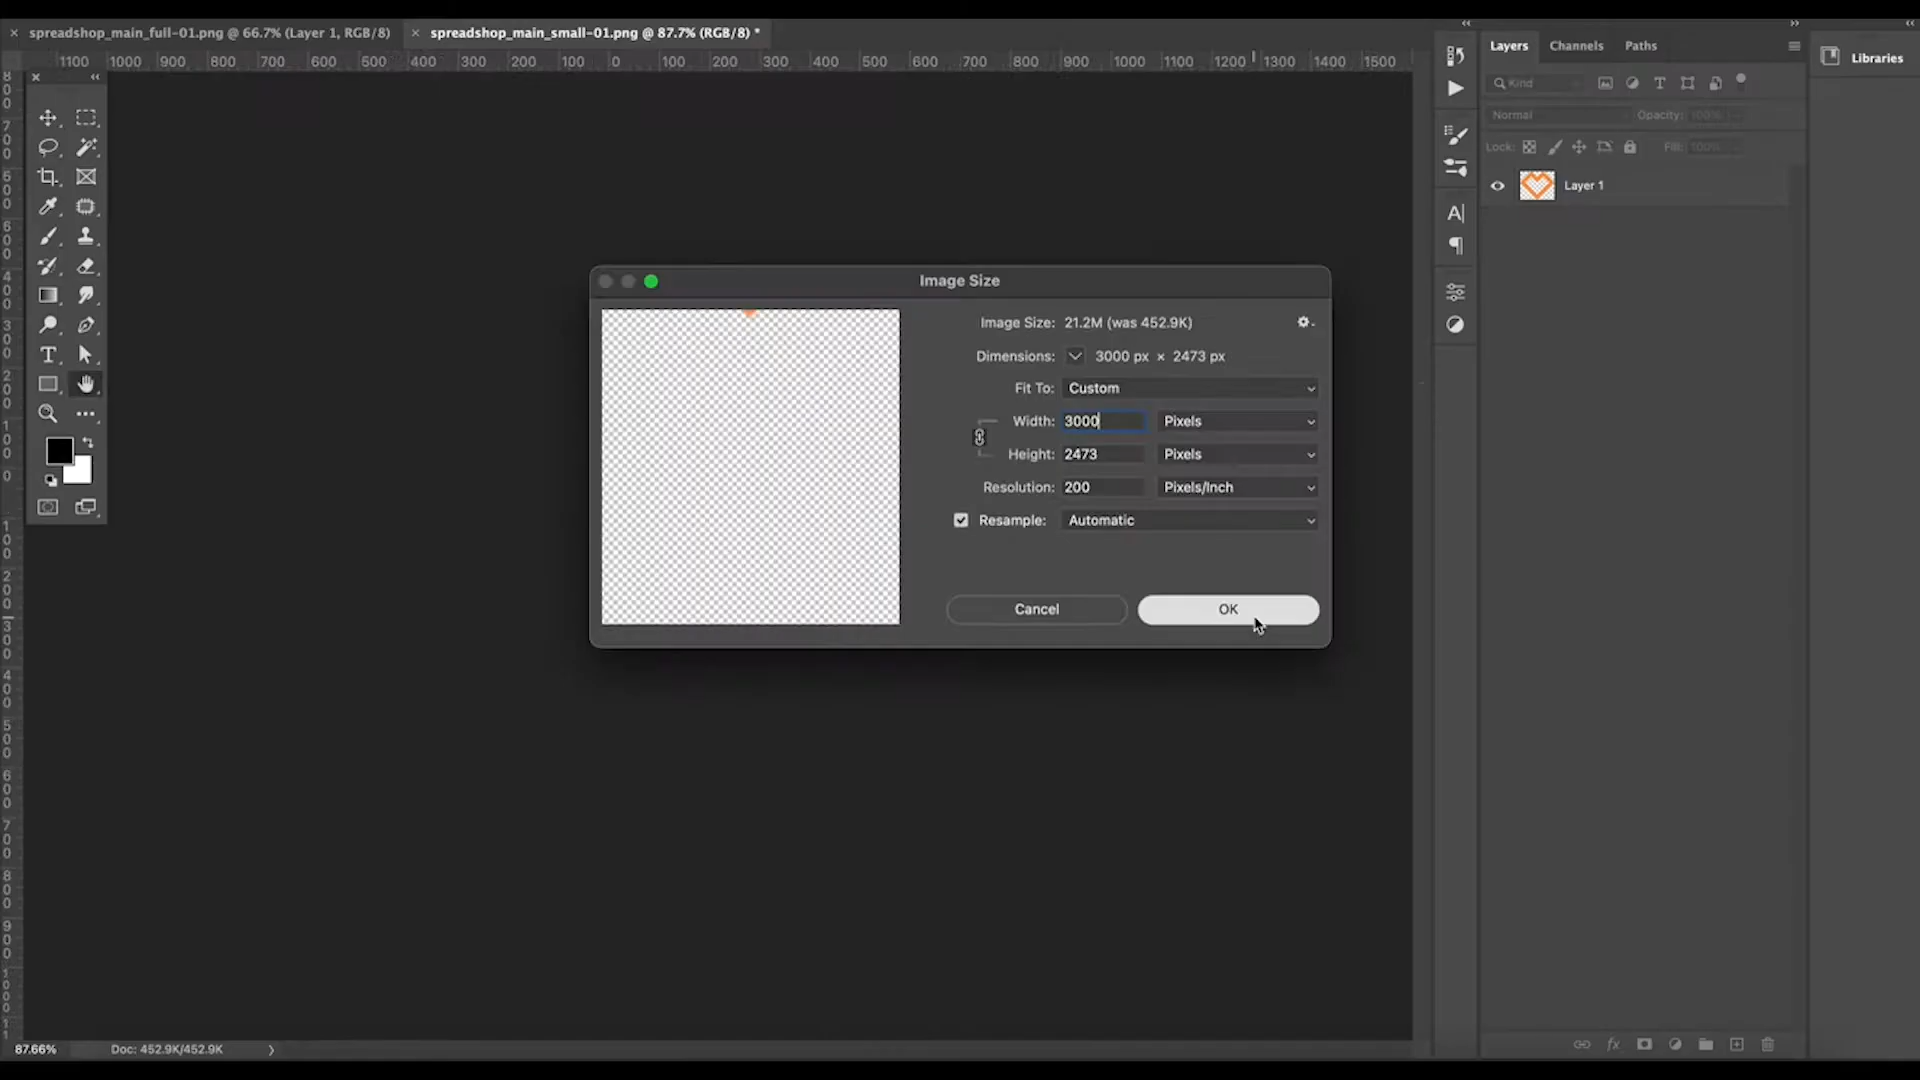 spreadshop_main_full-01.png @ 66.7% (Layer 1, RGB/8)
spreadshop_main_small-01.png @ 87.7% (RGB/8) *
1100 1000 900 800 700 600 500 400 300 200 100 0 100 200 300 400 500 600 700 800 900 1000 1100 1200 1300 1400 1500
Layers Channels Paths
Libraries
Kind
Normal Opacity: 100%
Lock: Fill: 100%
Layer 1
Image Size
Image Size: 21.2M (was 452.9K)
Dimensions: 3000 px × 2473 px
Fit To: Custom
Width: 3000 Pixels
Height: 2473 Pixels
Resolution: 200 Pixels/Inch
Resample: Automatic
Cancel OK
87.66% Doc: 452.9K/452.9K